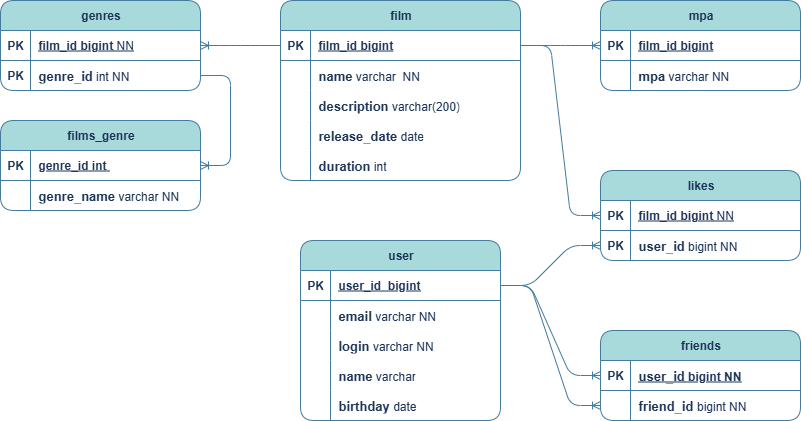 genres
PK film_id bigint NN
PK genre_id int NN
films_genre
PK genre_id int
genre_name varchar NN
film
PK film_id bigint
name varchar NN
description varchar(200)
release_date date
duration int
mpa
PK film_id bigint
mpa varchar NN
likes
PK film_id bigint NN
PK user_id bigint NN
user
PK user_id bigint
email varchar NN
login varchar NN
name varchar
birthday date
friends
PK user_id bigint NN
PK friend_id bigint NN